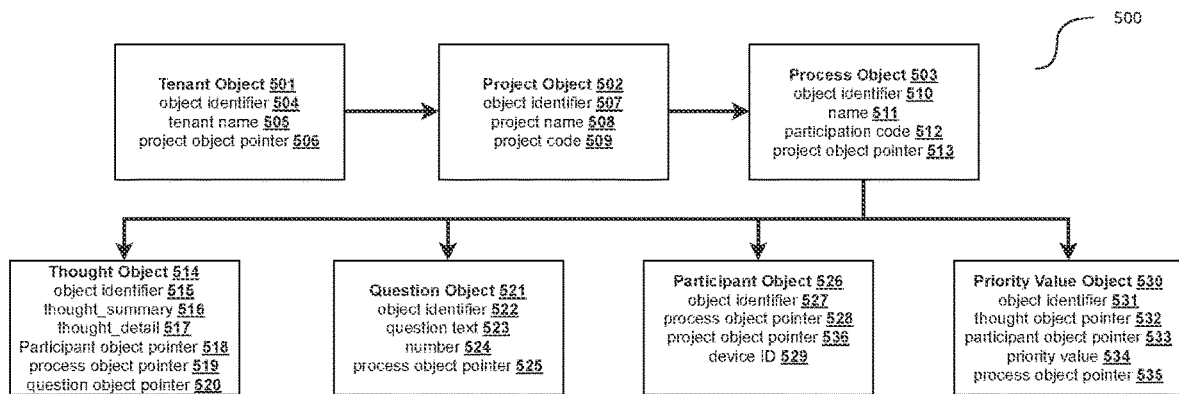 500
Tenant Object 501
object identifier 504
tenant name 505
project object pointer 506
Project Object 502
object identifier 507
project name 508
project code 509
Process Object 503
object identifier 510
name 511
participation code 512
project object pointer 513
Thought Object 514
object identifier 515
thought_summary 516
thought_detail 517
Participant object pointer 518
process object pointer 519
question object pointer 520
Question Object 521
object identifier 522
question text 523
number 524
process object pointer 525
Participant Object 526
object identifier 527
process object pointer 528
project object pointer 536
device ID 529
Priority Value Object 530
object identifier 531
thought object pointer 532
participant object pointer 533
priority value 534
process object pointer 535